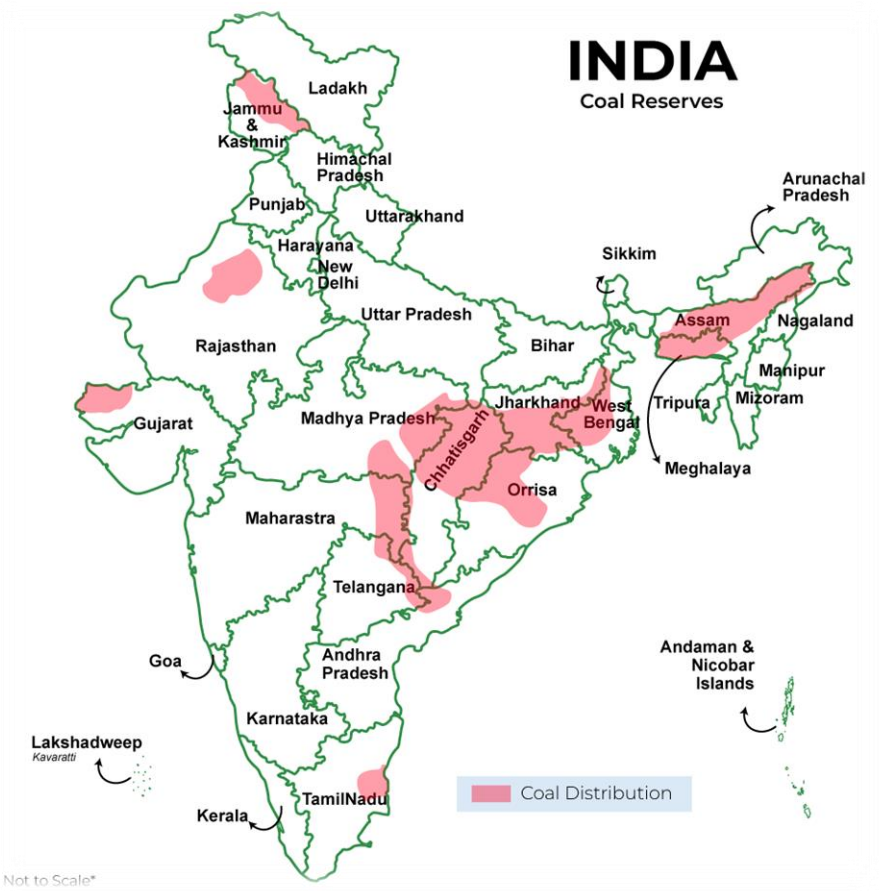 INDIA
Coal Reserves
Ladakh
Jammu
&
Kashmir
Himachal
Pradesh
Arunachal
Pradesh
Punjab
Uttarakhand
Harayana
New
Delhi
Sikkim
Uttar Pradesh
Assam
Nagaland
Rajasthan
Bihar
Manipur
Mizoram
Tripura
Jharkhand
West
Bengal
Madhya Pradesh
Chhatisgarh
Gujarat
Meghalaya
Orrisa
Maharastra
Telangana
Goa
Andhra
Pradesh
Andaman &
Nicobar
Islands
Karnataka
Lakshadweep
Kavaratti
Coal Distribution
TamilNadu
Kerala
Not to Scale*